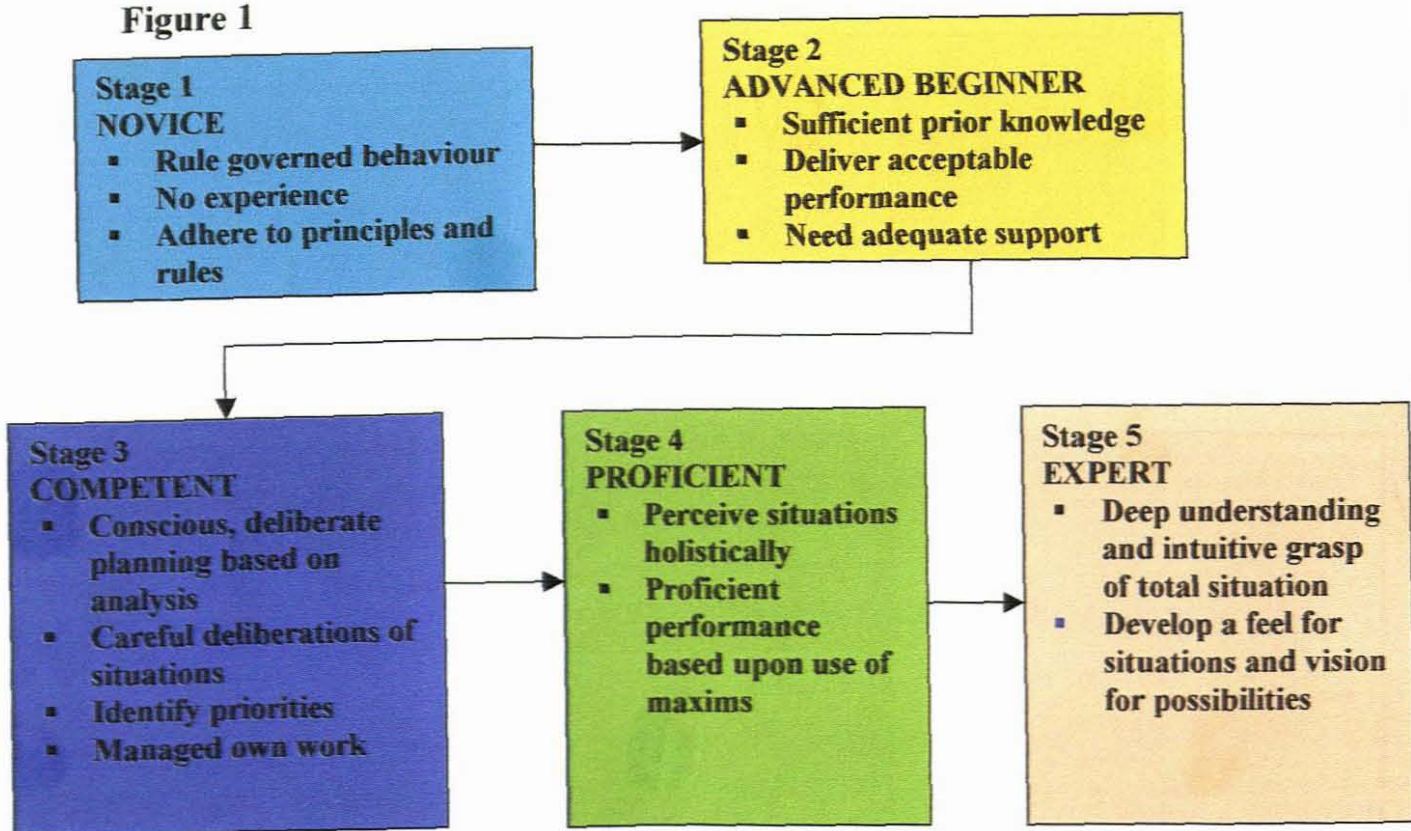 Figure 1
Stage 1
NOVICE
▪ Rule governed behaviour
▪ No experience
▪ Adhere to principles and
rules
Stage 2
ADVANCED BEGINNER
▪ Sufficient prior knowledge
▪ Deliver acceptable
performance
▪ Need adequate support
Stage 3
COMPETENT
▪ Conscious, deliberate
planning based on
analysis
▪ Careful deliberations of
situations
▪ Identify priorities
▪ Managed own work
Stage 4
PROFICIENT
▪ Perceive situations
holistically
▪ Proficient
performance
based upon use of
maxims
Stage 5
EXPERT
▪ Deep understanding
and intuitive grasp
of total situation
▪ Develop a feel for
situations and vision
for possibilities